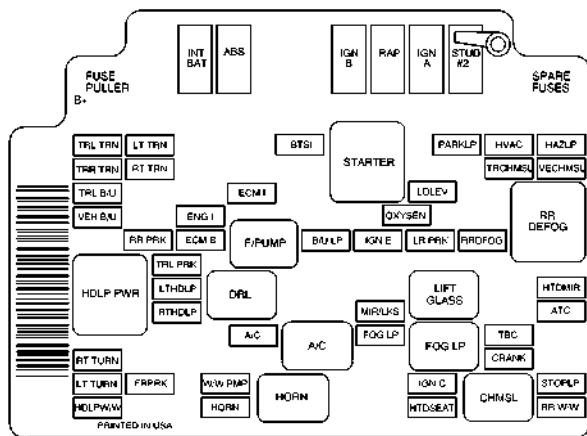 INT BAT
ABS
IGN B
RAP
IGN A
STUD #2
FUSE PULLER
B+
SPARE FUSES
TRL TRN
LT TRN
BTSI
STARTER
PARKLP
HVAC
HAZLP
TRR TRN
RT TRN
TRCHMSL
VECHMSL
TRL B/U
ECM I
LDLEV
RR DEFOG
VEH B/U
ENG I
OXYSEN
RR PRK
ECM B
F/PUMP
B/U LP
IGN E
LR PRK
RRDFOG
TRL PRK
HDLP PWR
LTHDLP
DRL
LIFT GLASS
HTDMIR
RTHDLP
MIR/LKS
ATC
A/C
A/C
FOG LP
FOG LP
TBC
CRANK
RT TURN
LT TURN
FRPRK
W/W PMP
HORN
IGN C
CHMSL
STOPLP
HDLPW/W
HORN
HTDSEAT
RR W/W
PRINTED IN USA